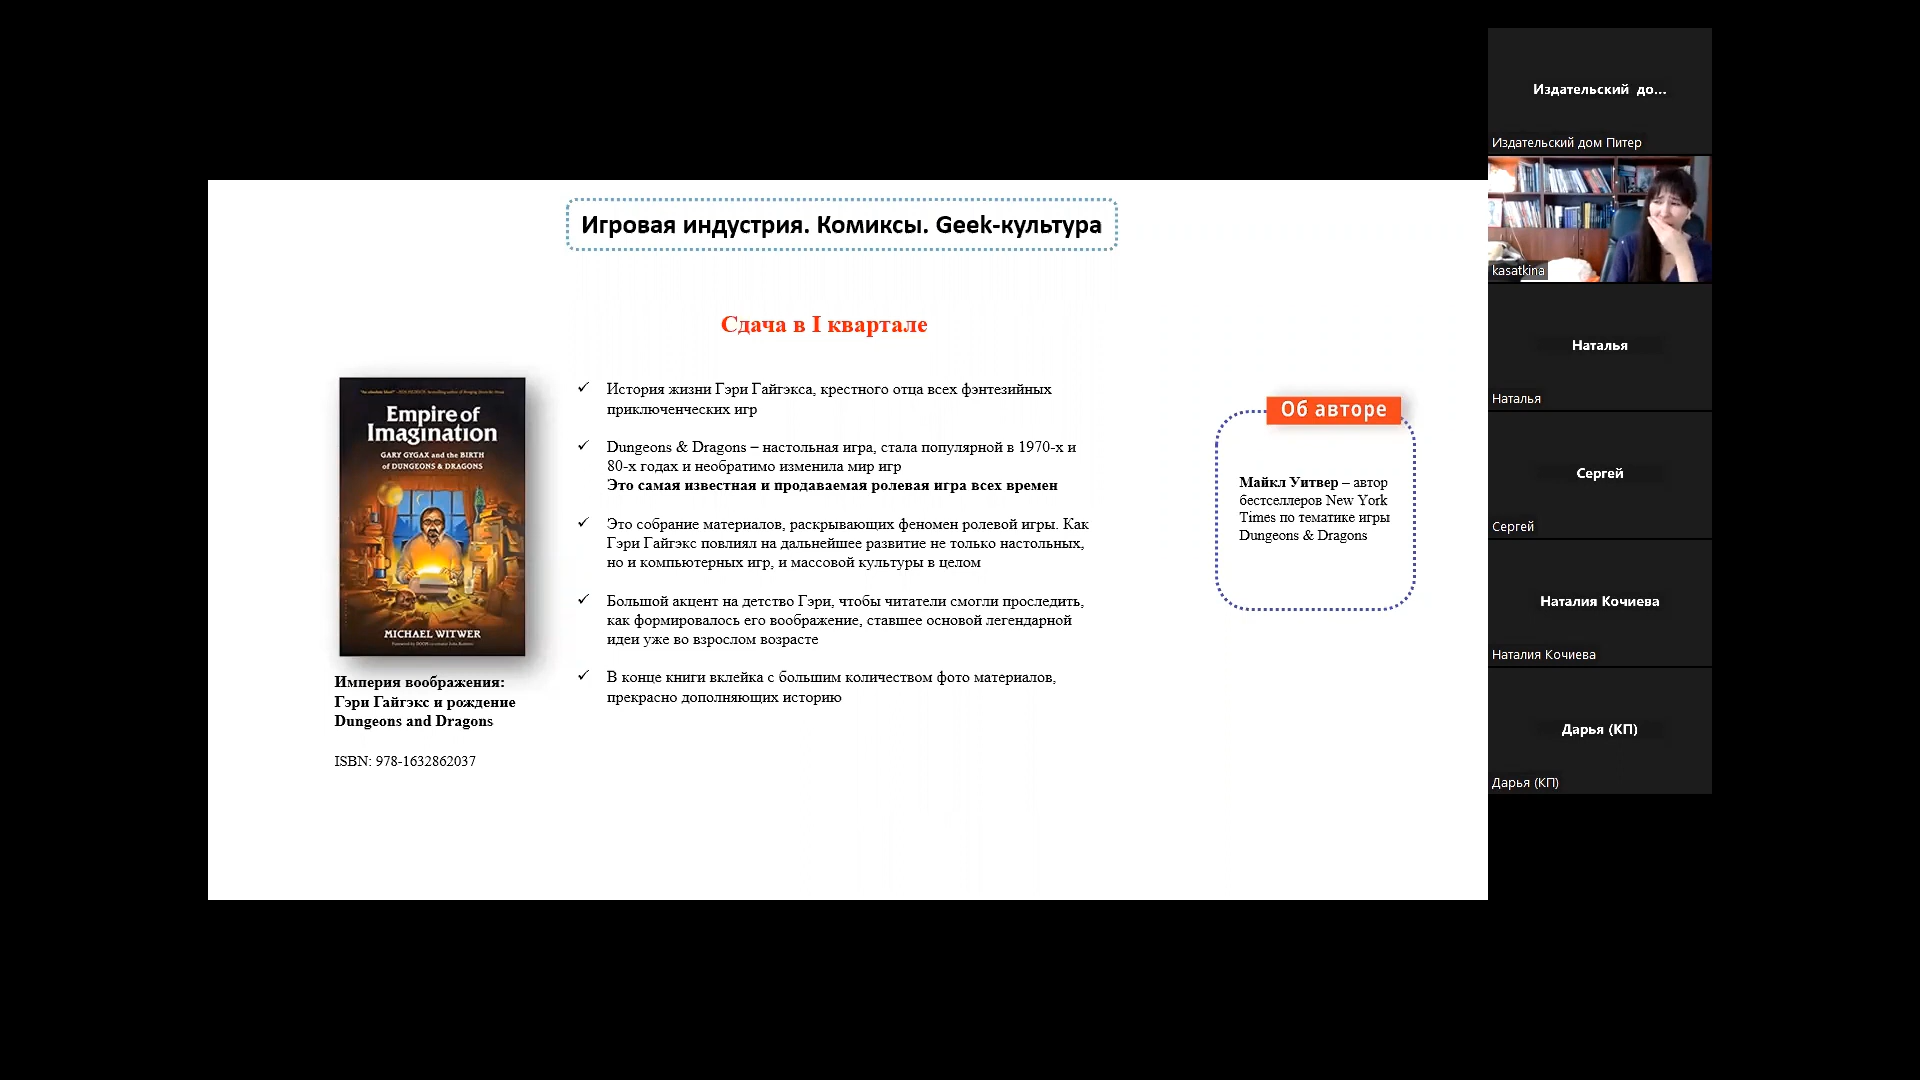 Игровая индустрия. Комиксы. Geek-культура
Сдача в I квартале
Empire of
Imagination
GARY GYGAX and the BIRTH
of DUNGEONS & DRAGONS
MICHAEL WITWER
Империя воображения:
Гэри Гайгэкс и рождение
Dungeons and Dragons
ISBN: 978-1632862037
✓ История жизни Гэри Гайгэкса, крестного отца всех фэнтезийных
приключенческих игр
✓ Dungeons & Dragons – настольная игра, стала популярной в 1970-х и
80-х годах и необратимо изменила мир игр
Это самая известная и продаваемая ролевая игра всех времен
✓ Это собрание материалов, раскрывающих феномен ролевой игры. Как
Гэри Гайгэкс повлиял на дальнейшее развитие не только настольных,
но и компьютерных игр, и массовой культуры в целом
✓ Большой акцент на детство Гэри, чтобы читатели смогли проследить,
как формировалось его воображение, ставшее основой легендарной
идеи уже во взрослом возрасте
✓ В конце книги вклейка с большим количеством фото материалов,
прекрасно дополняющих историю
Об авторе
Майкл Уитвер – автор
бестселлеров New York
Times по тематике игры
Dungeons & Dragons
Издательский до...
Издательский дом Питер
kasatkina
Наталья
Наталья
Сергей
Сергей
Наталия Кочиева
Наталия Кочиева
Дарья (КП)
Дарья (КП)